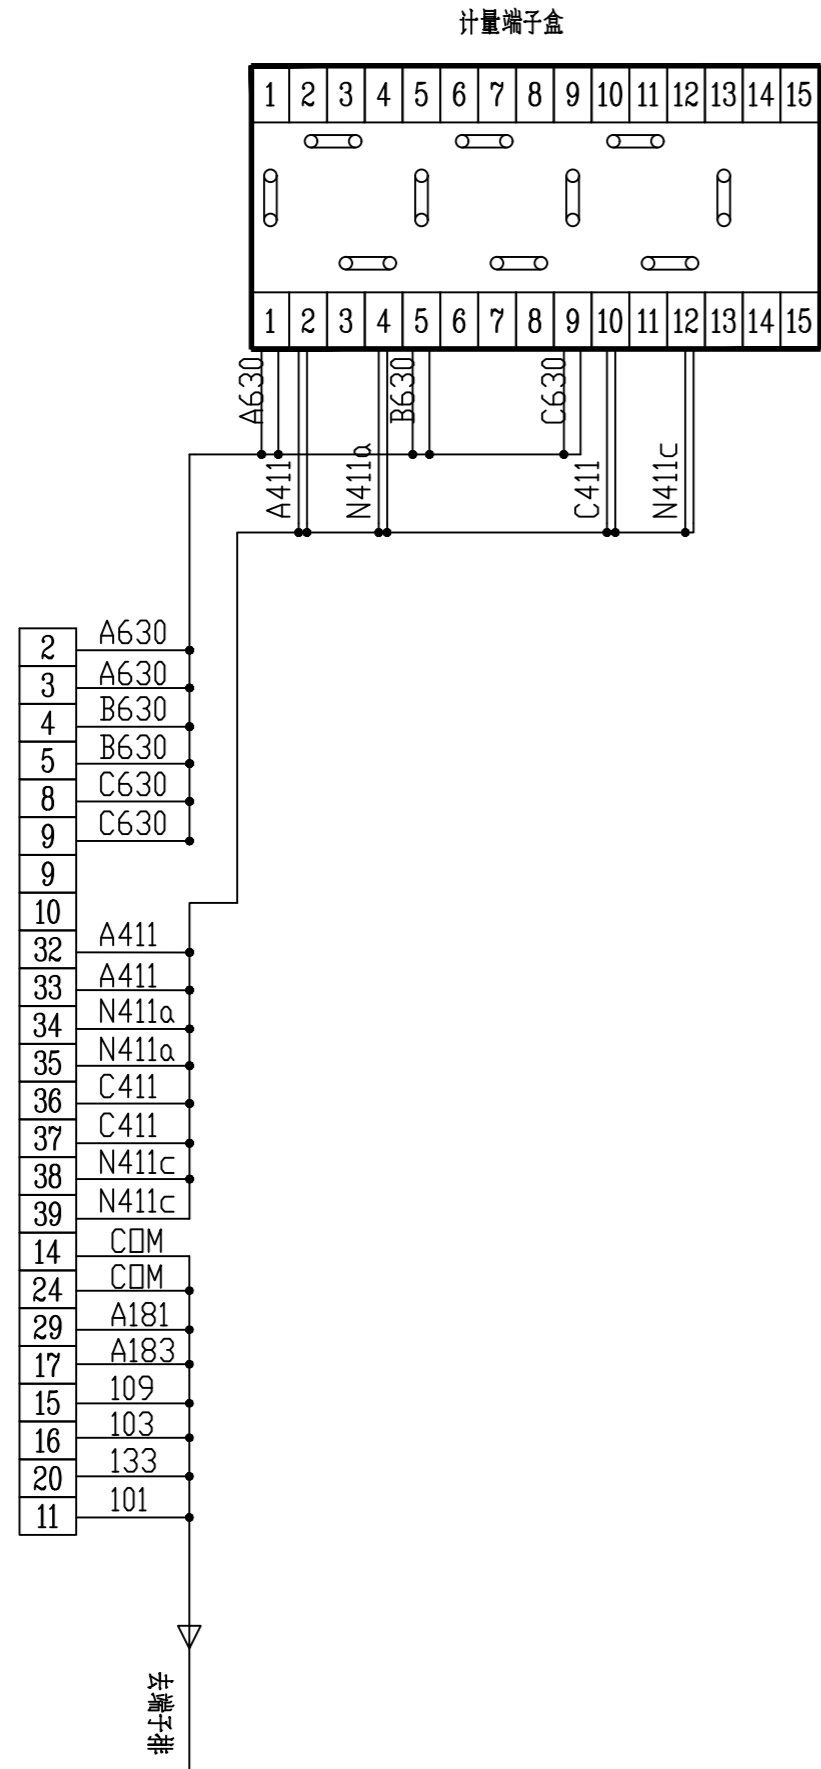 计量端子盒
1 2 3 4 5 6 7 8 9 10 11 12 13 14 15
1 2 3 4 5 6 7 8 9 10 11 12 13 14 15
A630 B630 C630
A411 N411a C411 N411c
2 A630
3 A630
4 B630
5 B630
8 C630
9 C630
9
10
32 A411
33 A411
34 N411a
35 N411a
36 C411
37 C411
38 N411c
39 N411c
14 COM
24 COM
29 A181
17 A183
15 109
16 103
20 133
11 101
去端子排